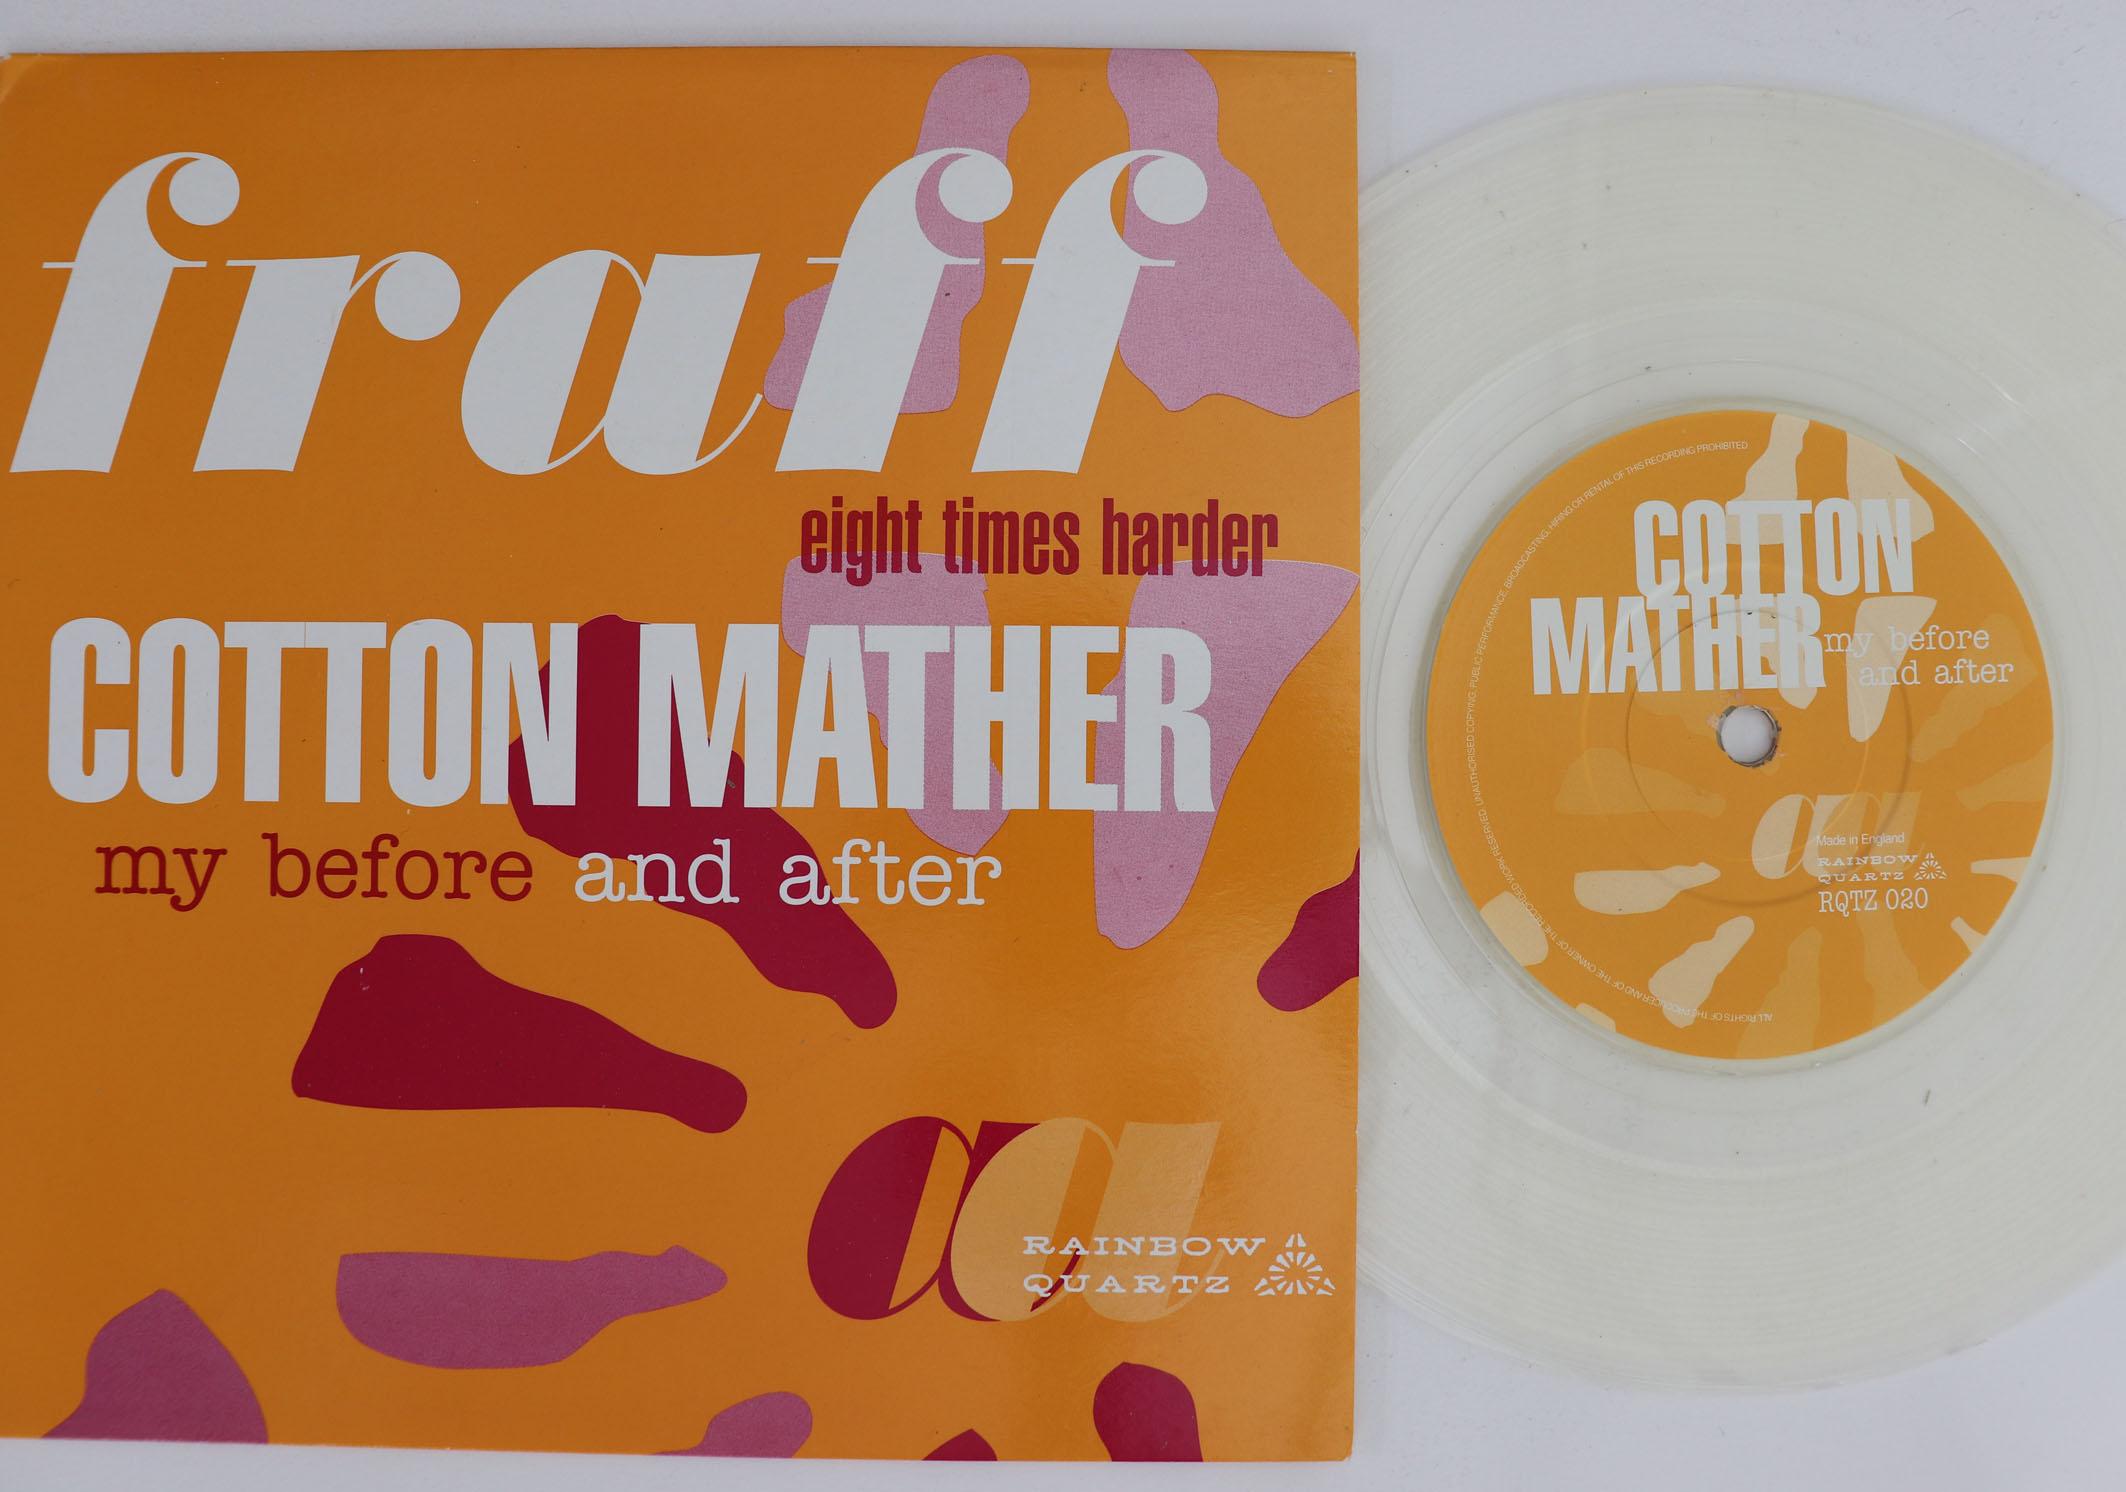 fraff
eight times harder
COTTON MATHER
my before and after
aa
RAINBOW
QUARTZ
COTTON
MATHER my before
and after
aa
Made in England
RAINBOW
QUARTZ
RQTZ 020
ALL RIGHTS OF THE PRODUCER AND OF THE OWNER OF THE RECORDED WORK RESERVED. UNAUTHORISED COPYING, PUBLIC PERFORMANCE, BROADCASTING, HIRING OR RENTAL OF THIS RECORDING PROHIBITED